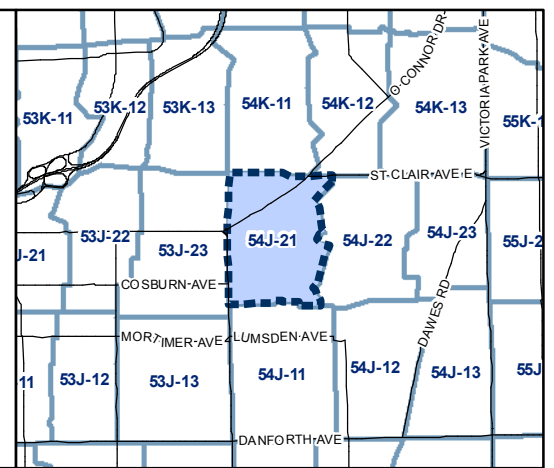 O'CONNOR-DR
VICTORIA-PARK-AVE
53K-11
53K-12
53K-13
54K-11
54K-12
54K-13
55K-1
ST-CLAIR-AVE-E
J-21
53J-22
53J-23
54J-21
54J-22
54J-23
55J-2
COSBURN-AVE
DAWES RD
MORTIMER-AVE
LUMSDEN AVE
11
53J-12
53J-13
54J-11
54J-12
54J-13
55J
DANFORTH-AVE